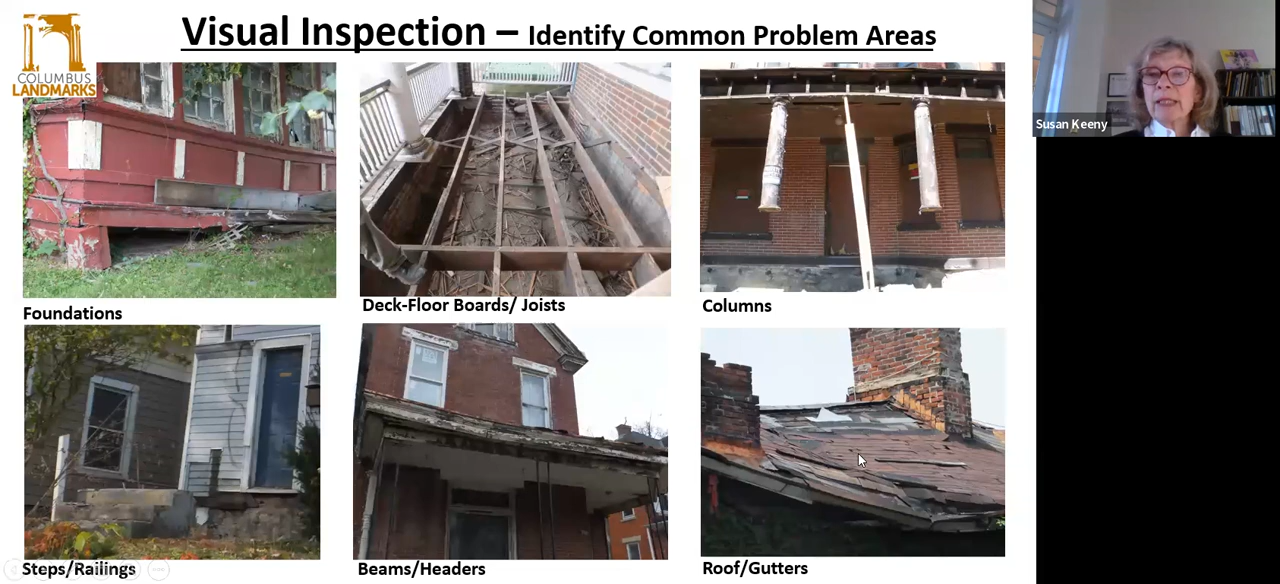 Visual Inspection – Identify Common Problem Areas
COLUMBUS
LANDMARKS
Susan Keeny
Foundations
Deck-Floor Boards/ Joists
Columns
Steps/Railings
Beams/Headers
Roof/Gutters